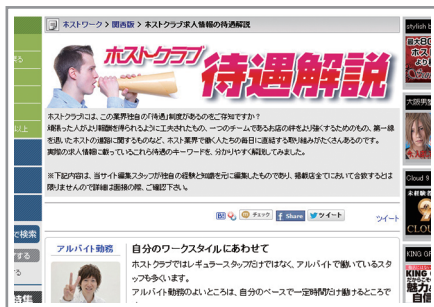 ホストワーク > 関西版 > ホストクラブ求人情報の待遇解説
ホストクラブ
待遇解説
ホストクラブには、この業界独自の「待遇」制度があるのをご存知ですか？
頑張った人がより報酬を得られるように工夫されたもの、一つのチームであるお店の絆をより強くするためのもの、第一線
を退いたホストの進路に関するものなど、ホスト業界で働く人たちの毎日に直結する取り組みがたくさんあるのです。
実際の求人情報に載っているこれら待遇のキーワードを、分かりやすく解説してみました。
※下記内容は、当サイト編集スタッフが独自の経験と知識を元に編集したものであり、掲載店全てにおいて合致するとは
限りませんので詳細は面接の際、ご確認下さい。
チェック
Share
ツイート
ツイート
アルバイト勤務
自分のワークスタイルにあわせて
ホストクラブではレギュラースタッフだけではなく、アルバイトで働いているスタ
ッフも多くいます。
アルバイト勤務のよいところは、自分のペースで一定時間だけ働けるところで
以上
で検索
する
特集
stylish b
最大BO
Cloud 9
KING OF
KING